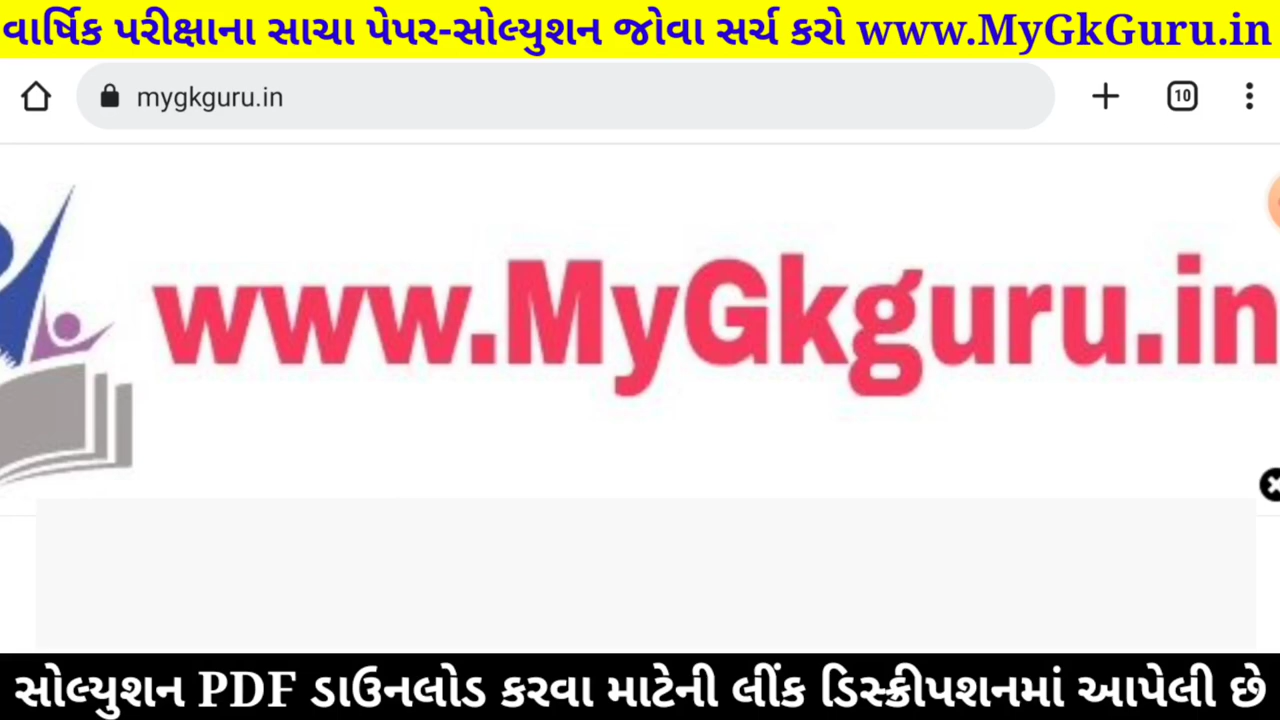 વાર્ષિક પરીક્ષાના સાચા પેપર-સોલ્યુશન જોવા સર્ચ કરો www.MyGkGuru.in
mygkguru.in
10
www.MyGkguru.in
સોલ્યુશન PDF ડાઉનલોડ કરવા માટેની લીંક ડિસ્ક્રીપશનમાં આપેલી છે